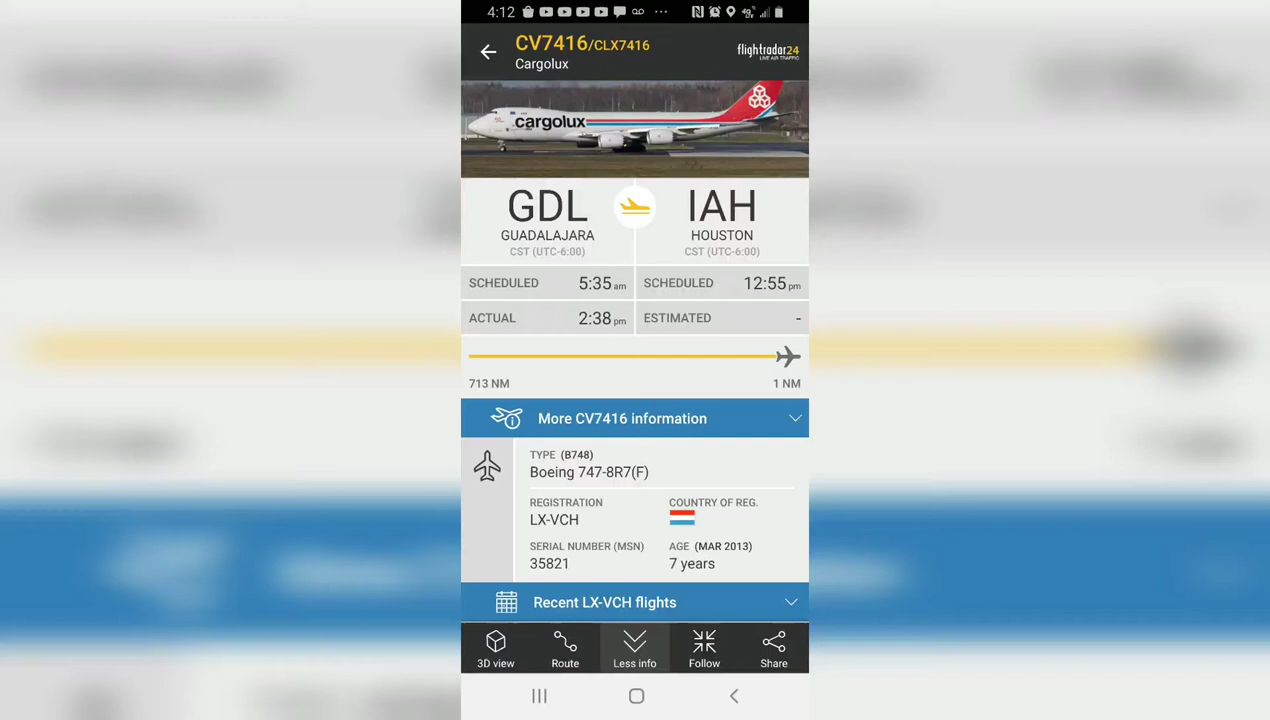 4:12
CV7416/CLX7416
Cargolux
flightradar24
LIVE AIR TRAFFIC
cargolux
GDL
GUADALAJARA
CST (UTC-6:00)
IAH
HOUSTON
CST (UTC-6:00)
SCHEDULED 5:35 am
SCHEDULED 12:55 pm
ACTUAL 2:38 pm
ESTIMATED -
713 NM
1 NM
More CV7416 information
TYPE (B748)
Boeing 747-8R7(F)
REGISTRATION
LX-VCH
COUNTRY OF REG.
SERIAL NUMBER (MSN)
35821
AGE (MAR 2013)
7 years
Recent LX-VCH flights
3D view
Route
Less info
Follow
Share